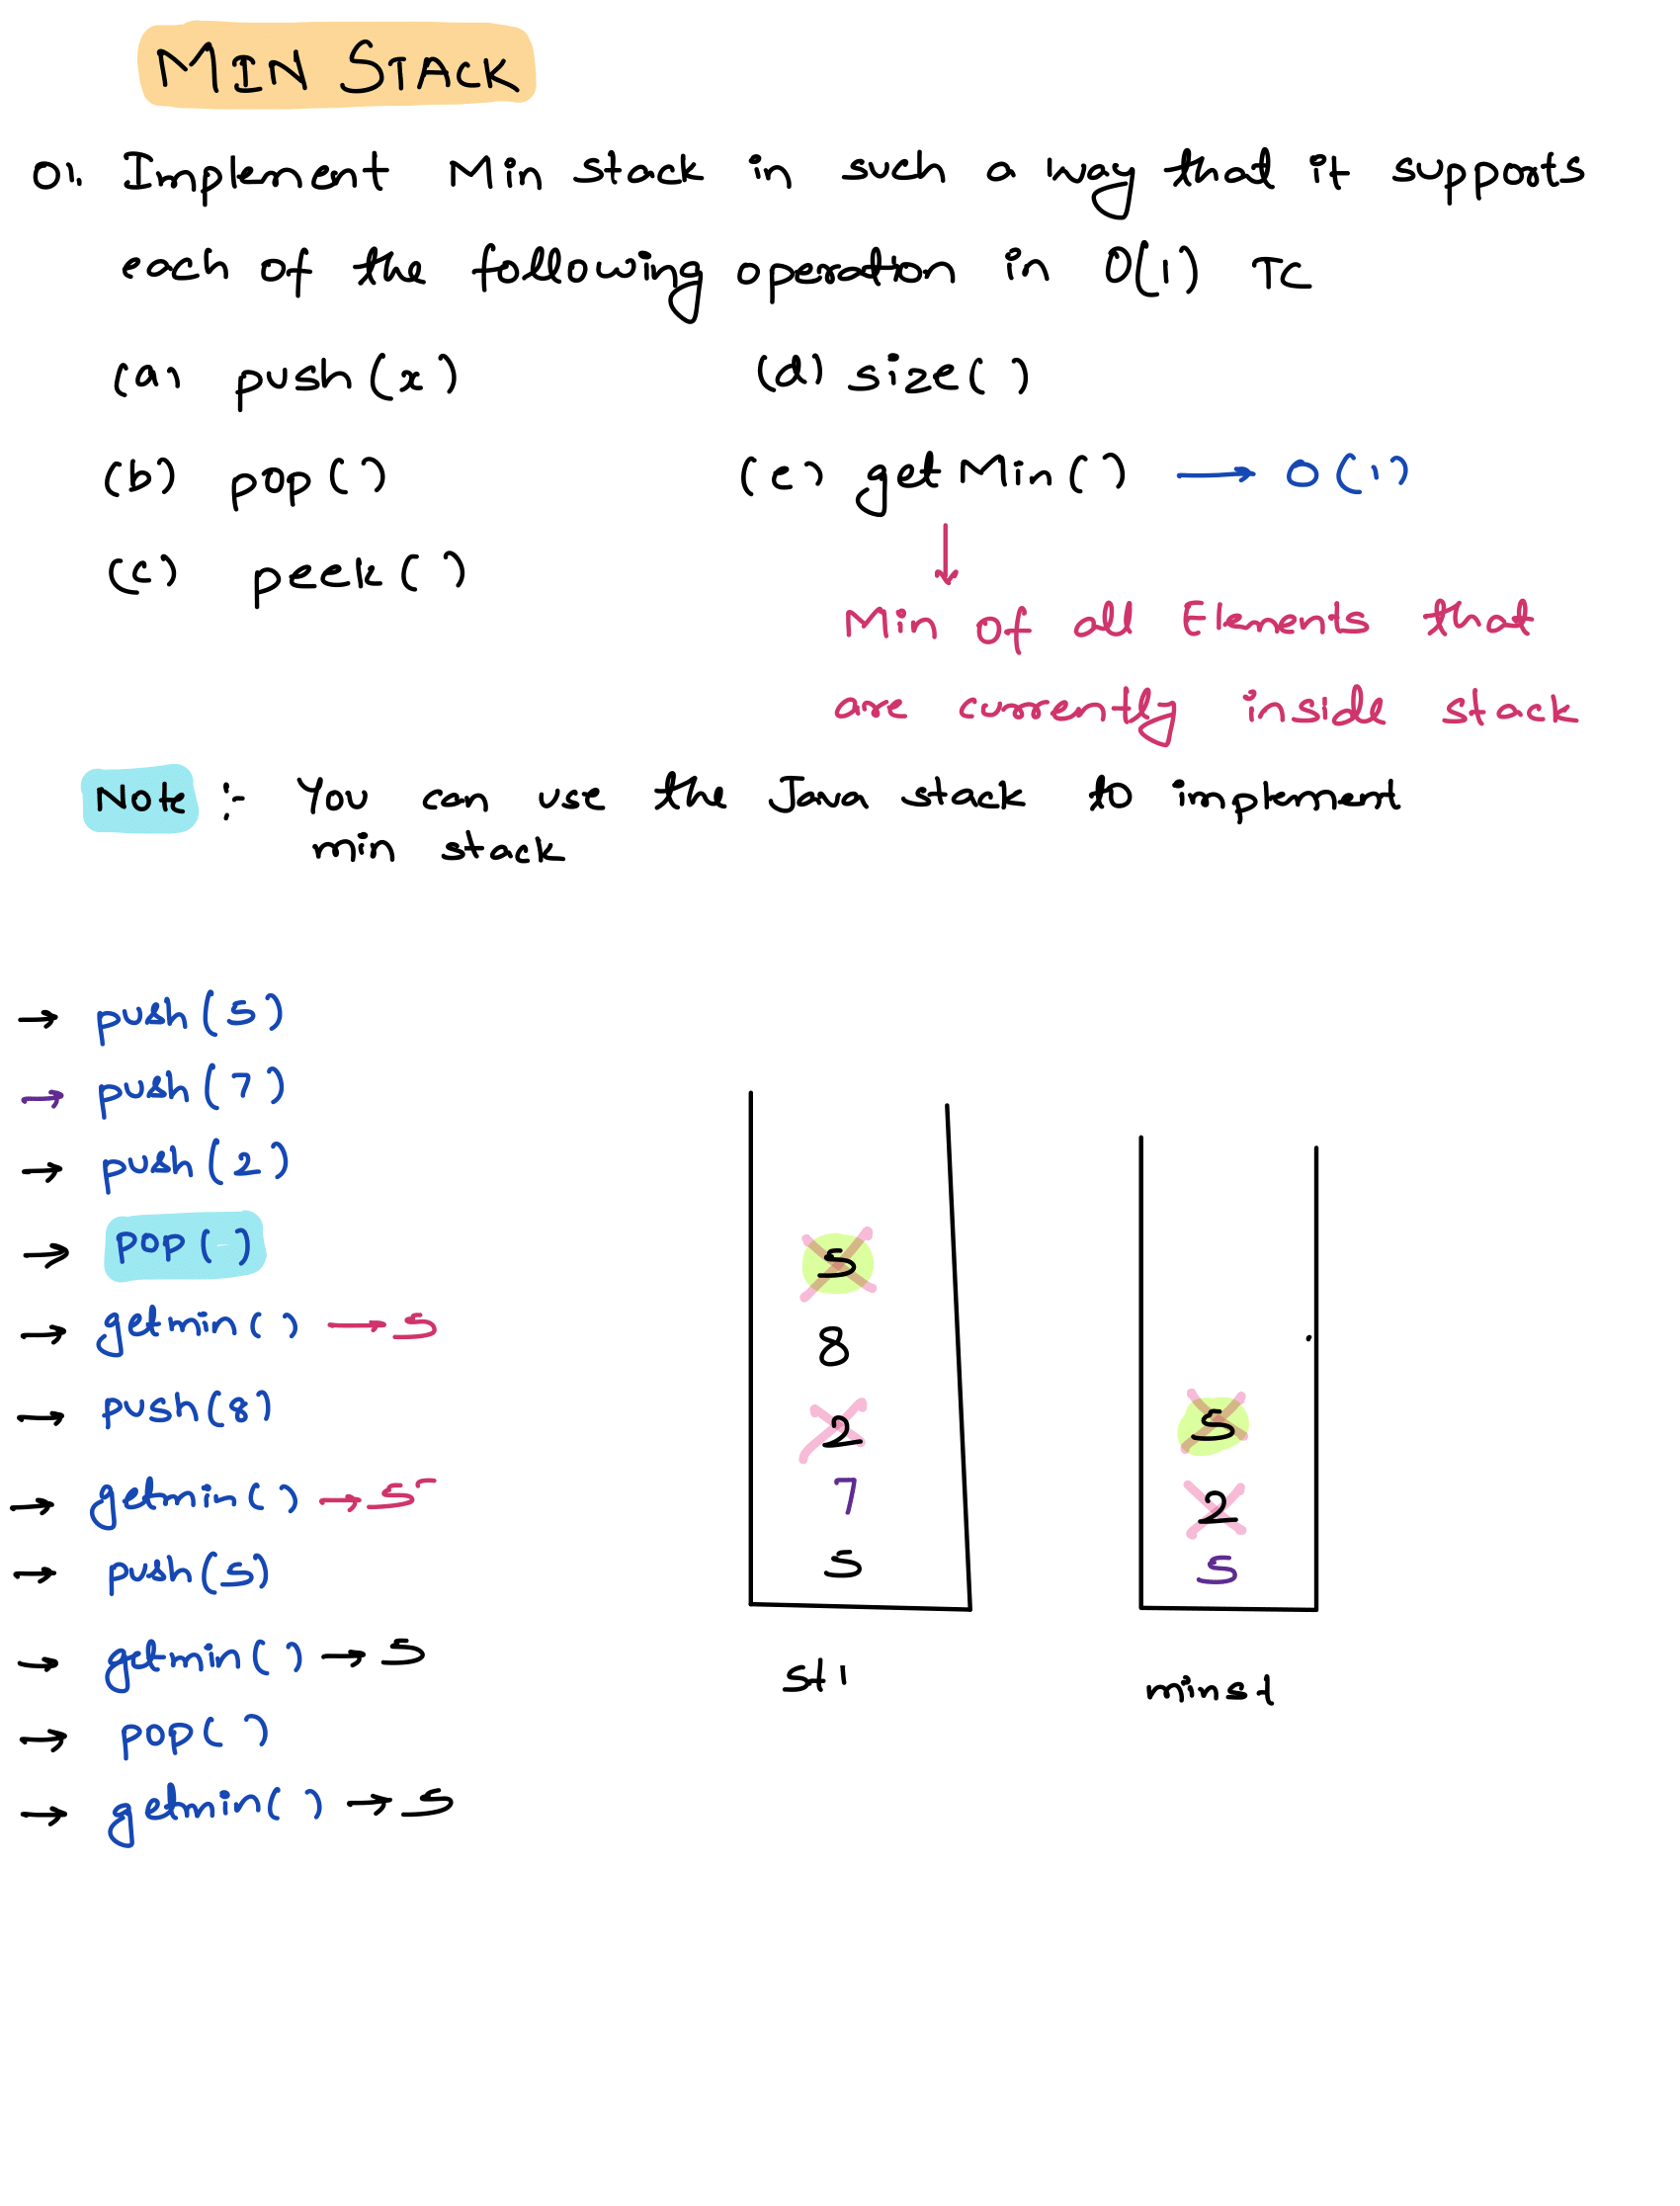 MIN STACK
01. Implement Min stack in such a way that it supports
each of the following operation in O(1) TC
(a) push(x) (d) size()
(b) pop() (e) getMin() → O(1)
(c) peek() ↓
Min of all Elements that
are currently inside stack
Note :- You can use the Java stack to implement
min stack
→ push(5)
→ push(7)
→ push(2)
→ pop()
→ getmin() → 5
→ push(8)
→ getmin() → 5
→ push(5)
→ getmin() → 5
→ pop()
→ getmin() → 5
5
8
2
7
5
st1
5
2
5
minst